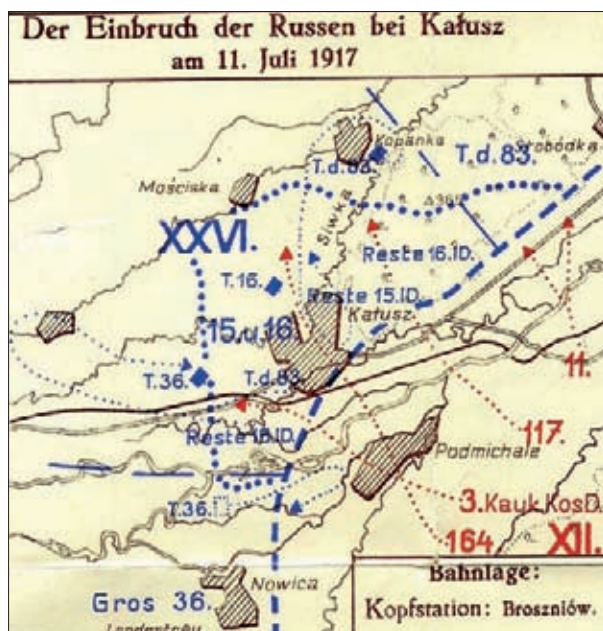 Der Einbruch der Russen bei Kałusz
am 11. Juli 1917
Kopanka
T.d.83.
T.d.83.
Mościska
Siwka
XXVI.
Reste 16.ID.
T.16.
Reste 15.ID.
Kałusz
15.u 16.
T.d.83.
T.36.
11.
117.
Reste 16.ID.
Podmichale
3.Kauk.Kos.D.
T.36.
164
XII.
Nowica
Gros 36.
Bahnlage:
Kopfstation: Broszniów.